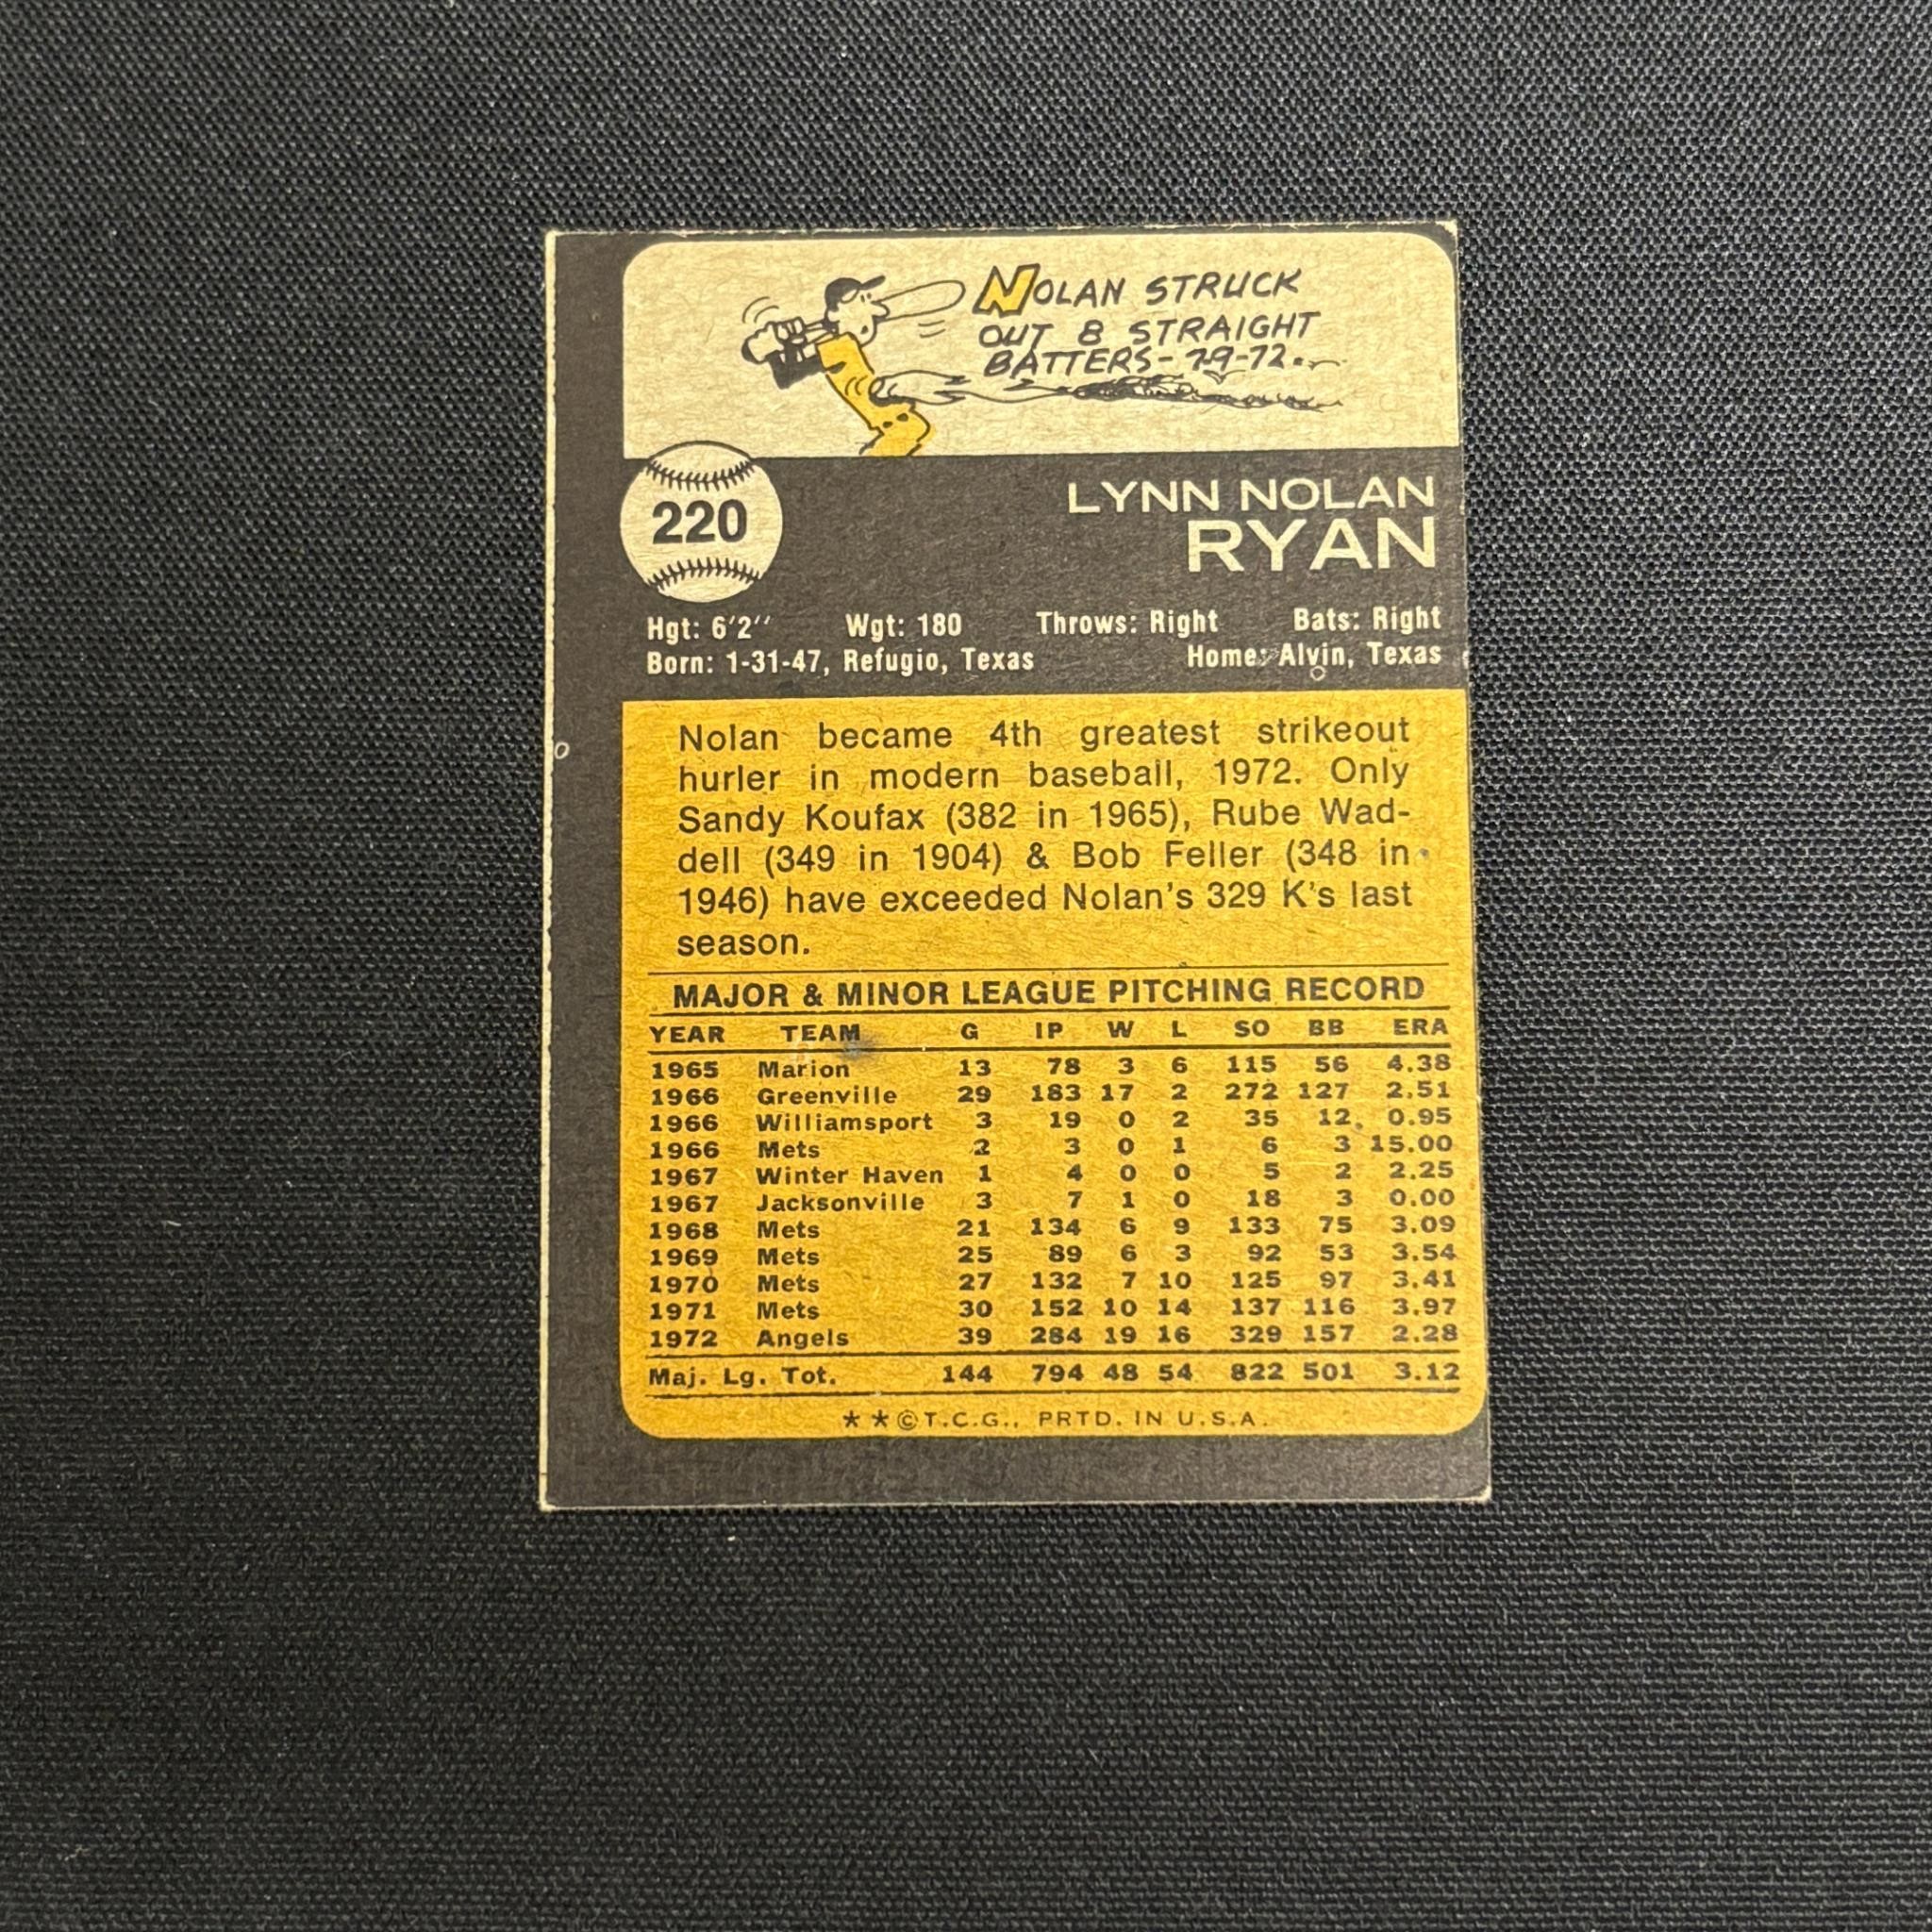 NOLAN STRUCK
OUT 8 STRAIGHT
BATTERS-7-9-72.
220
LYNN NOLAN
RYAN
Hgt: 6'2'' Wgt: 180 Throws: Right Bats: Right
Born: 1-31-47, Refugio, Texas Home: Alvin, Texas
Nolan became 4th greatest strikeout
hurler in modern baseball, 1972. Only
Sandy Koufax (382 in 1965), Rube Wad-
dell (349 in 1904) & Bob Feller (348 in
1946) have exceeded Nolan's 329 K's last
season.
MAJOR & MINOR LEAGUE PITCHING RECORD
YEAR TEAM G IP W L SO BB ERA
1965 Marion 13 78 3 6 115 56 4.38
1966 Greenville 29 183 17 2 272 127 2.51
1966 Williamsport 3 19 0 2 35 12 0.95
1966 Mets 2 3 0 1 6 3 15.00
1967 Winter Haven 1 4 0 0 5 2 2.25
1967 Jacksonville 3 7 1 0 18 3 0.00
1968 Mets 21 134 6 9 133 75 3.09
1969 Mets 25 89 6 3 92 53 3.54
1970 Mets 27 132 7 10 125 97 3.41
1971 Mets 30 152 10 14 137 116 3.97
1972 Angels 39 284 19 16 329 157 2.28
Maj. Lg. Tot. 144 794 48 54 822 501 3.12
★★©T.C.G., PRTD. IN U.S.A.